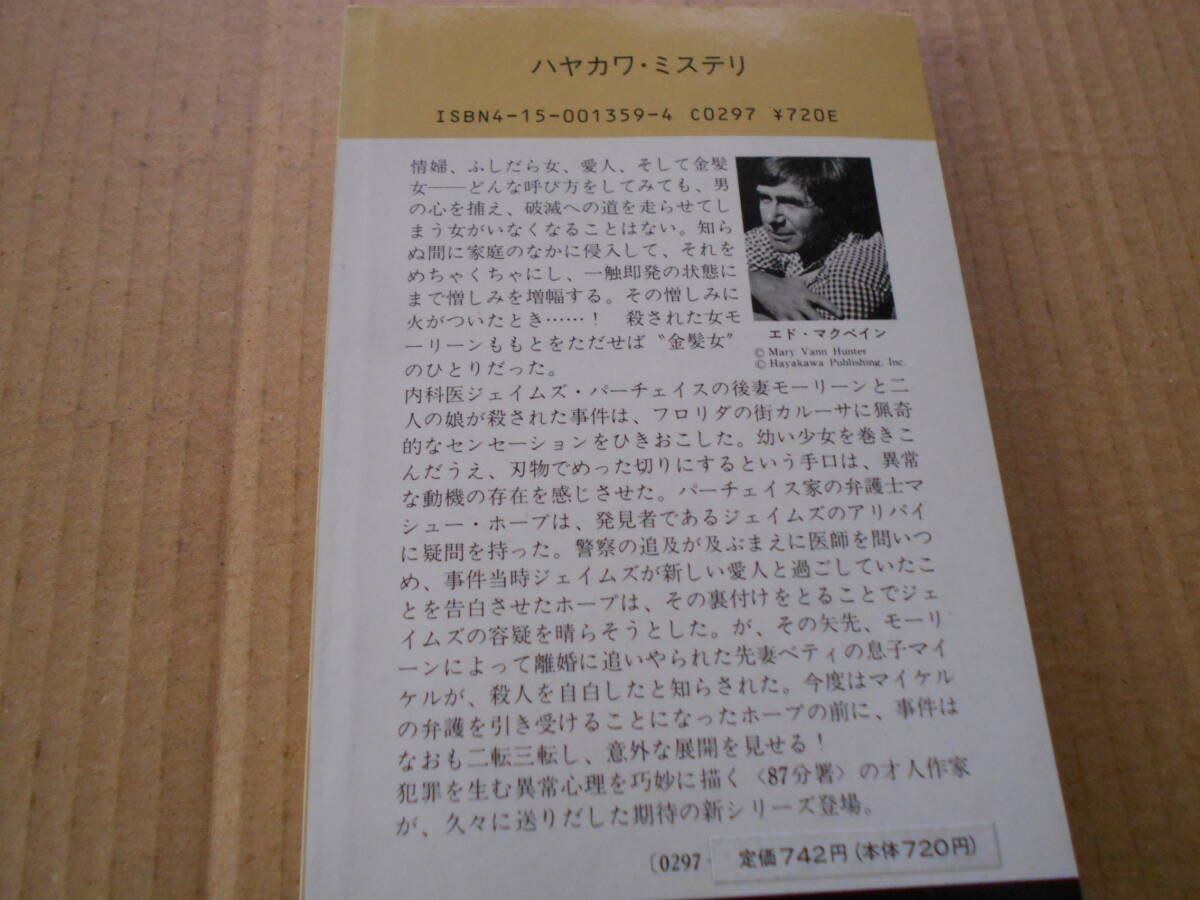 ハヤカワ・ミステリ
ISBN4-15-001359-4 C0297 ¥720E
情婦、ふしだら女、愛人、そして金髪
女――どんな呼び方をしてみても、男
の心を捕え、破滅への道を走らせてし
まう女がいなくなることはない。知ら
ぬ間に家庭のなかに侵入して、それを
めちゃくちゃにし、一触即発の状態に
まで憎しみを増幅する。その憎しみに
火がついたとき……！　殺された女モ
ーリーンももとをただせば〝金髪女〟
のひとりだった。
エド・マクベイン
© Mary Vann Hunter
© Hayakawa Publishing, Inc.
内科医ジェイムズ・パーチェイスの後妻モーリーンと二
人の娘が殺された事件は、フロリダの街カルーサに猟奇
的なセンセーションをひきおこした。幼い少女を巻きこ
んだうえ、刃物でめった切りにするという手口は、異常
な動機の存在を感じさせた。パーチェイス家の弁護士マ
シュー・ホープは、発見者であるジェイムズのアリバイ
に疑問を持った。警察の追及が及ぶまえに医師を問いつ
め、事件当時ジェイムズが新しい愛人と過ごしていたこ
とを告白させたホープは、その裏付けをとることでジェ
イムズの容疑を晴らそうとした。が、その矢先、モーリ
ーンによって離婚に追いやられた先妻ベティの息子マイ
ケルが、殺人を自白したと知らされた。今度はマイケル
の弁護を引き受けることになったホープの前に、事件は
なおも二転三転し、意外な展開を見せる！
犯罪を生む異常心理を巧妙に描く〈87分署〉の才人作家
が、久々に送りだした期待の新シリーズ登場。
〔0297
定価742円（本体720円）